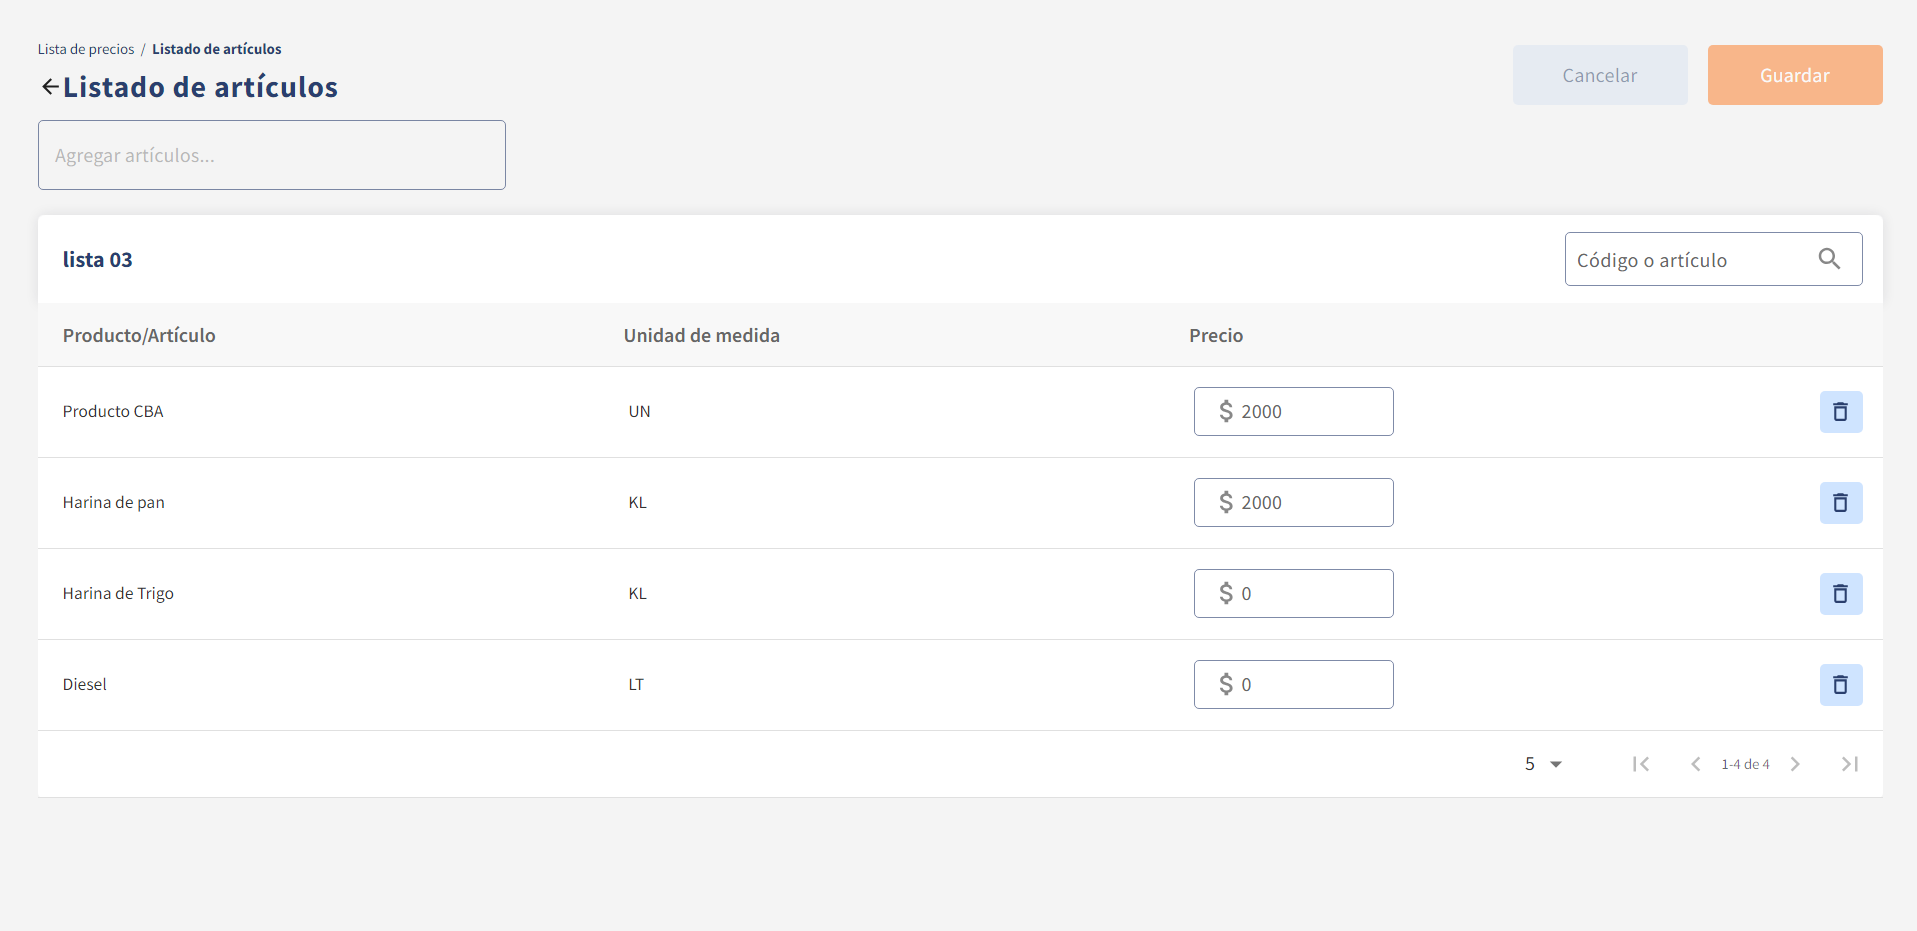 Lista de precios / Listado de artículos
Listado de artículos
Cancelar
Guardar
Agregar artículos...
lista 03
Código o artículo
Producto/Artículo Unidad de medida Precio
Producto CBA UN $ 2000
Harina de pan KL $ 2000
Harina de Trigo KL $ 0
Diesel LT $ 0
5 1-4 de 4